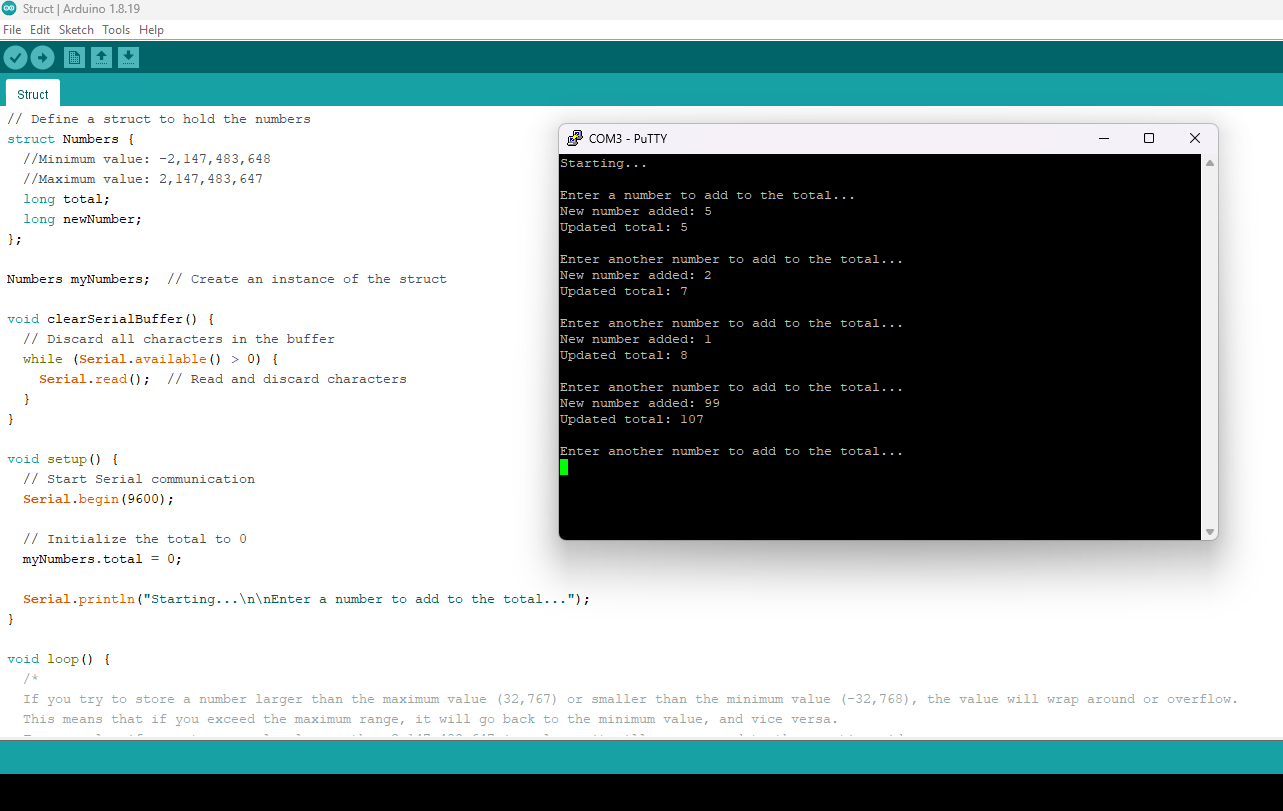 Struct | Arduino 1.8.19
File Edit Sketch Tools Help
Struct
// Define a struct to hold the numbers
struct Numbers {
  //Minimum value: -2,147,483,648
  //Maximum value: 2,147,483,647
  long total;
  long newNumber;
};
Numbers myNumbers;  // Create an instance of the struct
void clearSerialBuffer() {
  // Discard all characters in the buffer
  while (Serial.available() > 0) {
    Serial.read();  // Read and discard characters
  }
}
void setup() {
  // Start Serial communication
  Serial.begin(9600);
  // Initialize the total to 0
  myNumbers.total = 0;
  Serial.println("Starting...\n\nEnter a number to add to the total...");
}
void loop() {
  /*
  If you try to store a number larger than the maximum value (32,767) or smaller than the minimum value (-32,768), the value will wrap around or overflow.
  This means that if you exceed the maximum range, it will go back to the minimum value, and vice versa.
COM3 - PuTTY
Starting...
Enter a number to add to the total...
New number added: 5
Updated total: 5
Enter another number to add to the total...
New number added: 2
Updated total: 7
Enter another number to add to the total...
New number added: 1
Updated total: 8
Enter another number to add to the total...
New number added: 99
Updated total: 107
Enter another number to add to the total...